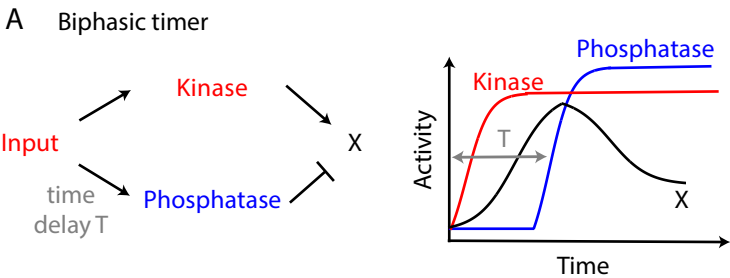 A Biphasic timer
Kinase
Input
X
time
delay T
Phosphatase
Phosphatase
Kinase
T
Activity
X
Time